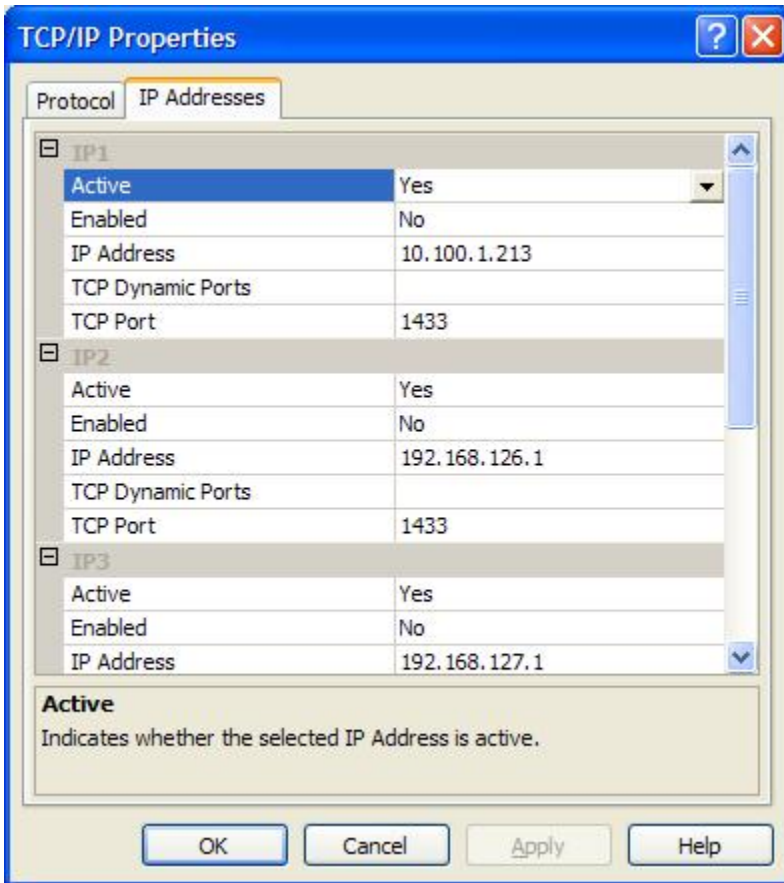 TCP/IP Properties
Protocol IP Addresses
IP1
Active Yes
Enabled No
IP Address 10.100.1.213
TCP Dynamic Ports
TCP Port 1433
IP2
Active Yes
Enabled No
IP Address 192.168.126.1
TCP Dynamic Ports
TCP Port 1433
IP3
Active Yes
Enabled No
IP Address 192.168.127.1
Active
Indicates whether the selected IP Address is active.
OK Cancel Apply Help